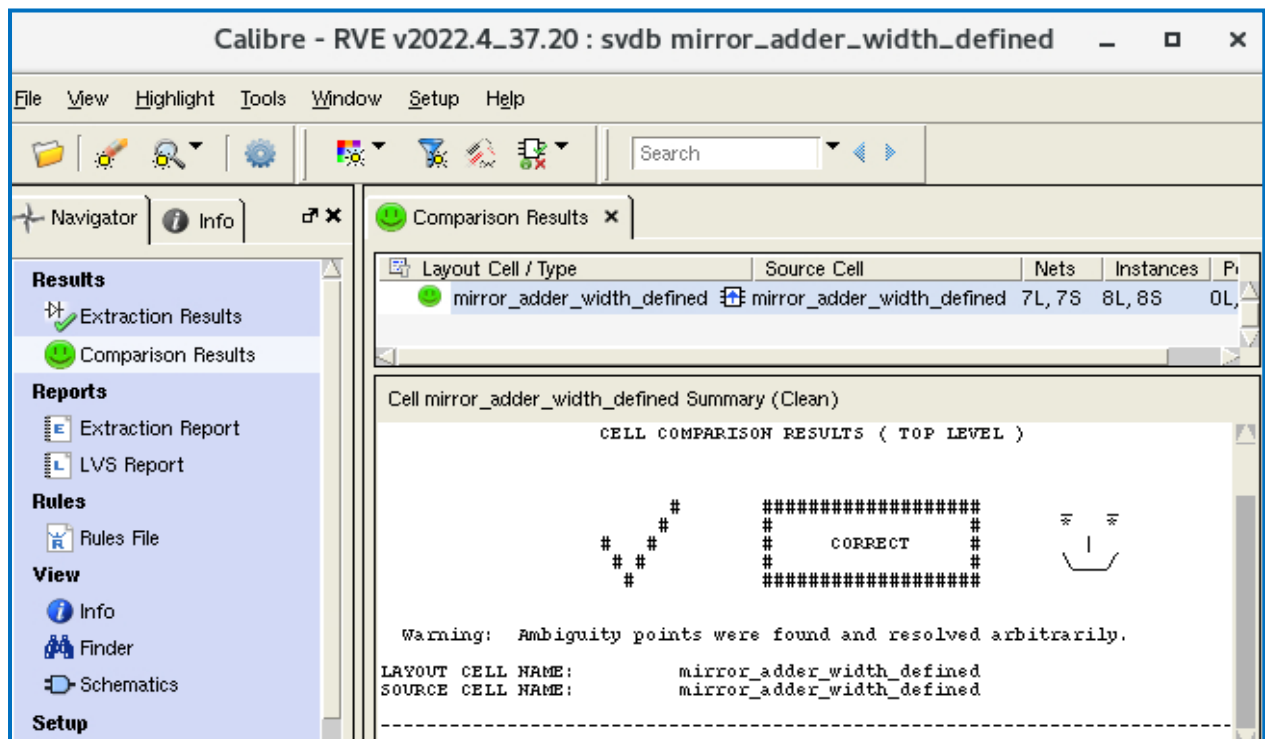 Calibre - RVE v2022.4_37.20 : svdb mirror_adder_width_defined
File View Highlight Tools Window Setup Help
Search
Navigator Info
Comparison Results
Layout Cell / Type Source Cell Nets Instances
mirror_adder_width_defined mirror_adder_width_defined 7L, 7S 8L, 8S 0L,
Results
Extraction Results
Comparison Results
Reports
Extraction Report
LVS Report
Rules
Rules File
View
Info
Finder
Schematics
Setup
Cell mirror_adder_width_defined Summary (Clean)
CELL COMPARISON RESULTS ( TOP LEVEL )
CORRECT
Warning: Ambiguity points were found and resolved arbitrarily.
LAYOUT CELL NAME: mirror_adder_width_defined
SOURCE CELL NAME: mirror_adder_width_defined